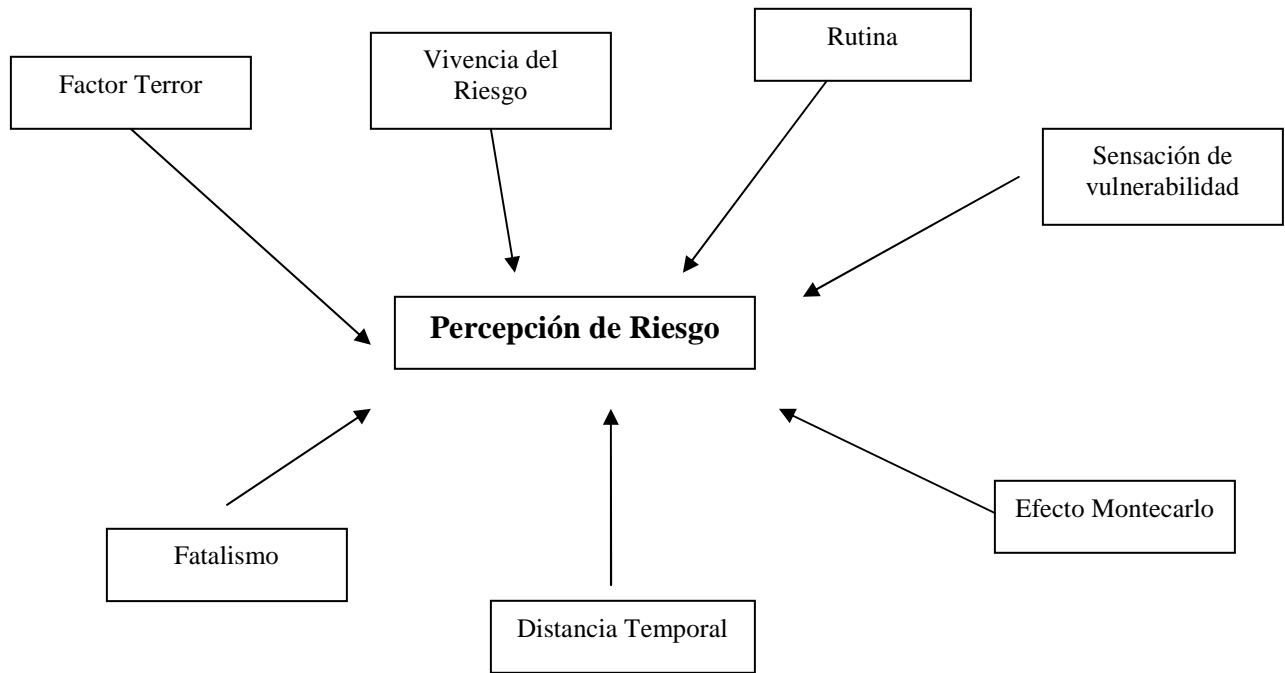 Rutina
Vivencia del
Riesgo
Factor Terror
Sensación de
vulnerabilidad
Percepción de Riesgo
Efecto Montecarlo
Fatalismo
Distancia Temporal